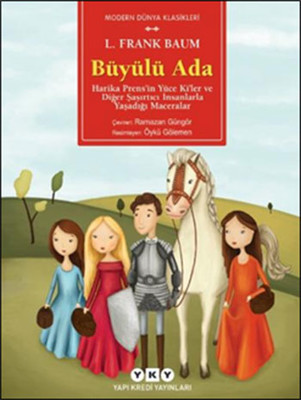 MODERN DÜNYA KLASİKLERİ
L. FRANK BAUM
Büyülü Ada
Harika Prens'in Yüce Ki'ler ve
Diğer Şaşırtıcı İnsanlarla
Yaşadığı Maceralar
Çeviren: Ramazan Güngör
Resimleyen: Öykü Gölemen
YKY
YAPI KREDİ YAYINLARI